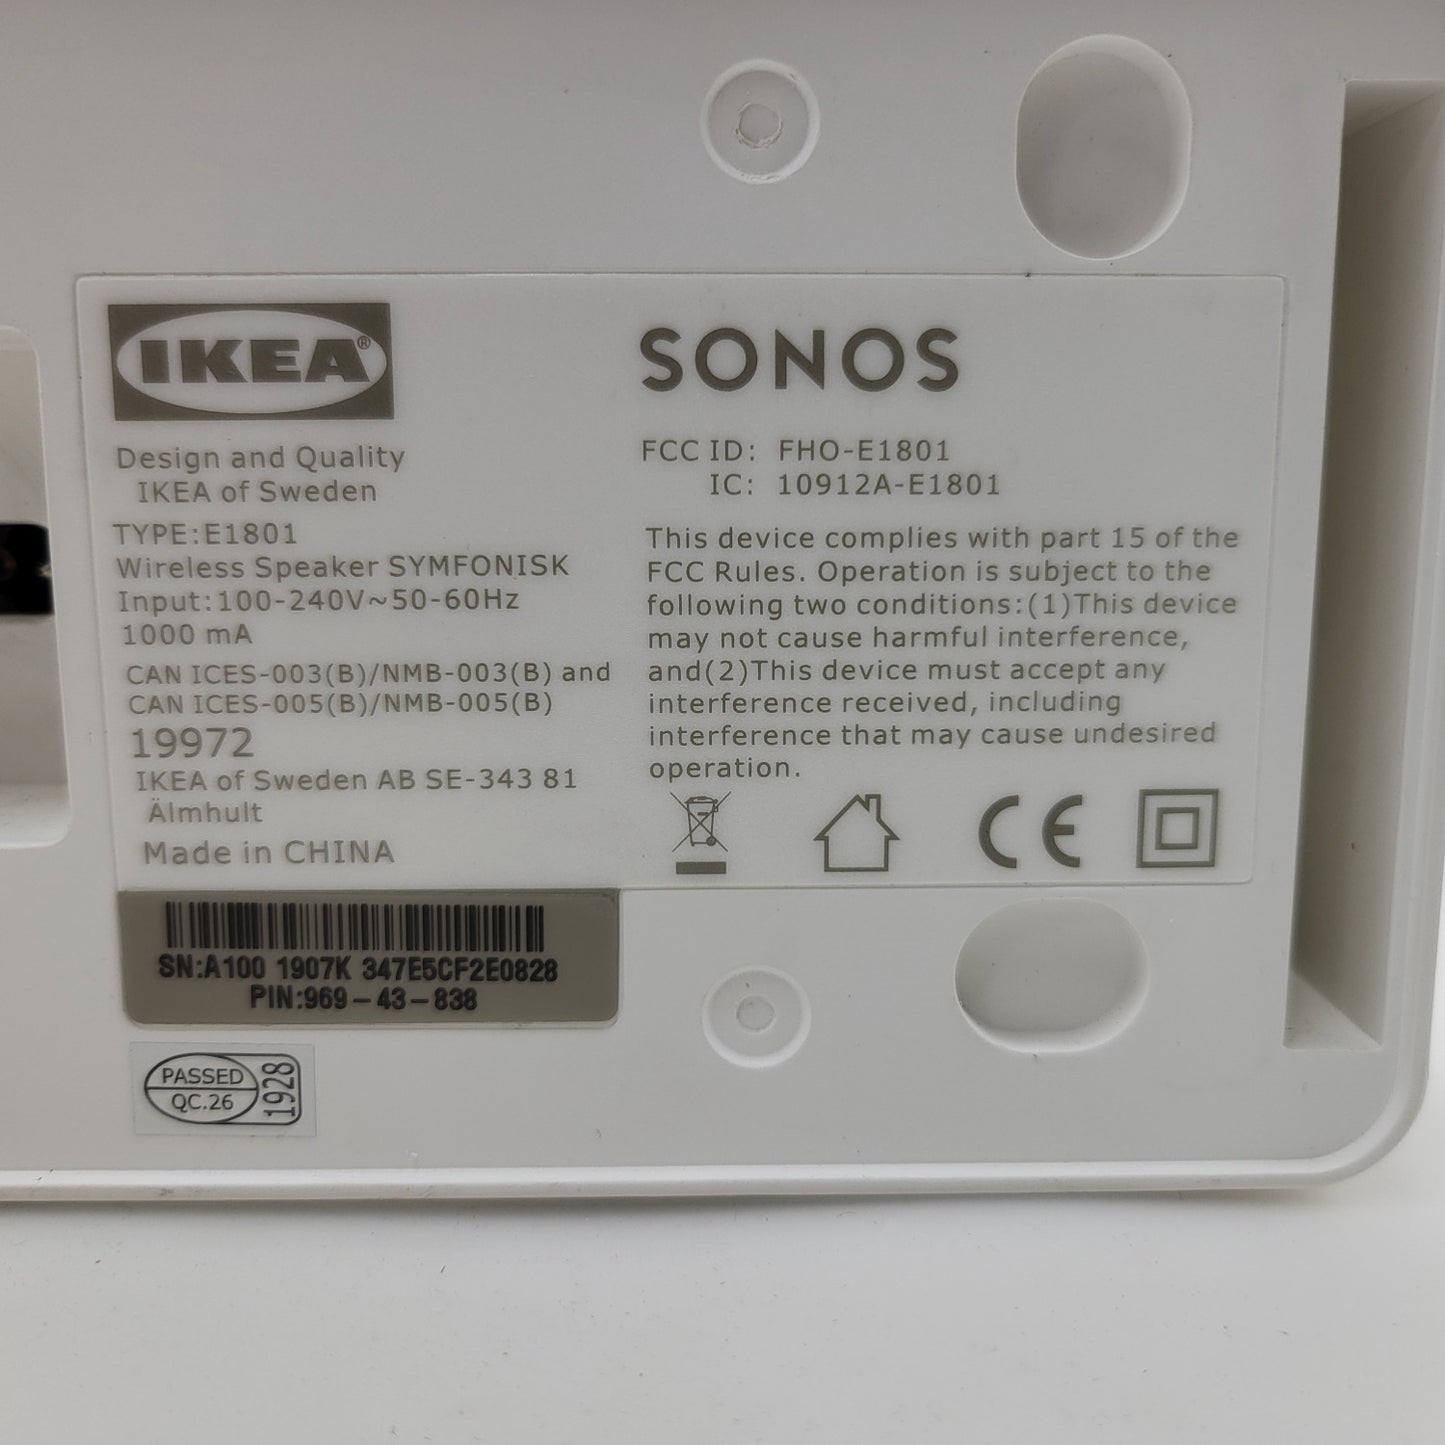 IKEA®
Design and Quality
IKEA of Sweden
TYPE:E1801
Wireless Speaker SYMFONISK
Input:100-240V~50-60Hz
1000 mA
CAN ICES-003(B)/NMB-003(B) and
CAN ICES-005(B)/NMB-005(B)
19972
IKEA of Sweden AB SE-343 81
Älmhult
Made in CHINA
SONOS
FCC ID: FHO-E1801
IC: 10912A-E1801
This device complies with part 15 of the
FCC Rules. Operation is subject to the
following two conditions:(1)This device
may not cause harmful interference,
and(2)This device must accept any
interference received, including
interference that may cause undesired
operation.
CE
SN:A100 1907K 347E5CF2E0828
PIN:969-43-838
PASSED
QC.26
1928